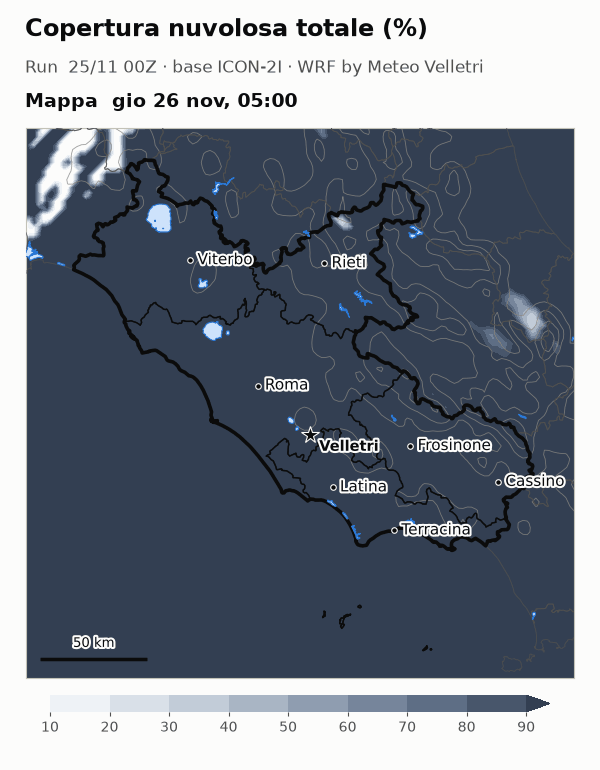 Copertura nuvolosa totale (%)
Run  25/11 00Z · base ICON-2I · WRF by Meteo Velletri
Mappa  gio 26 nov, 05:00
Viterbo
Rieti
Roma
Velletri
Frosinone
Cassino
Latina
Terracina
50 km
10 20 30 40 50 60 70 80 90